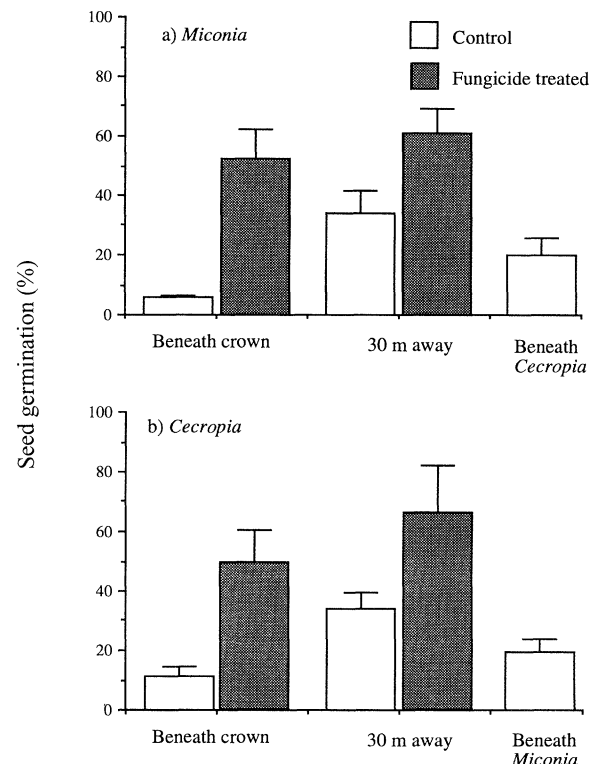 a) Miconia
Control
Fungicide treated
100
80
60
40
20
0
Beneath crown
30 m away
Beneath
Cecropia
Seed germination (%)
b) Cecropia
100
80
60
40
20
0
Beneath crown
30 m away
Beneath
Miconia